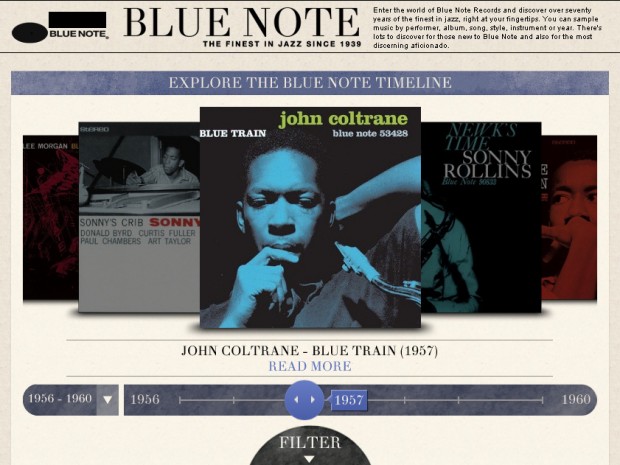 BLUE NOTE.
BLUE NOTE
THE FINEST IN JAZZ SINCE 1939
Enter the world of Blue Note Records and discover over seventy
years of the finest in jazz, right at your fingertips. You can sample
music by performer, album, song, style, instrument or year. There's
lots to discover for those new to Blue Note and also for the most
discerning aficionado.
EXPLORE THE BLUE NOTE TIMELINE
LEE MORGAN
STEREO
SONNY'S CRIB SONNY
DONALD BYRD CURTIS FULLER
PAUL CHAMBERS ART TAYLOR
john coltrane
BLUE TRAIN blue note 53428
NEWK'S
TIME
SONNY
ROLLINS
Blue Note
JOHN COLTRANE - BLUE TRAIN (1957)
READ MORE
1956 - 1960
1956
1957
1960
FILTER